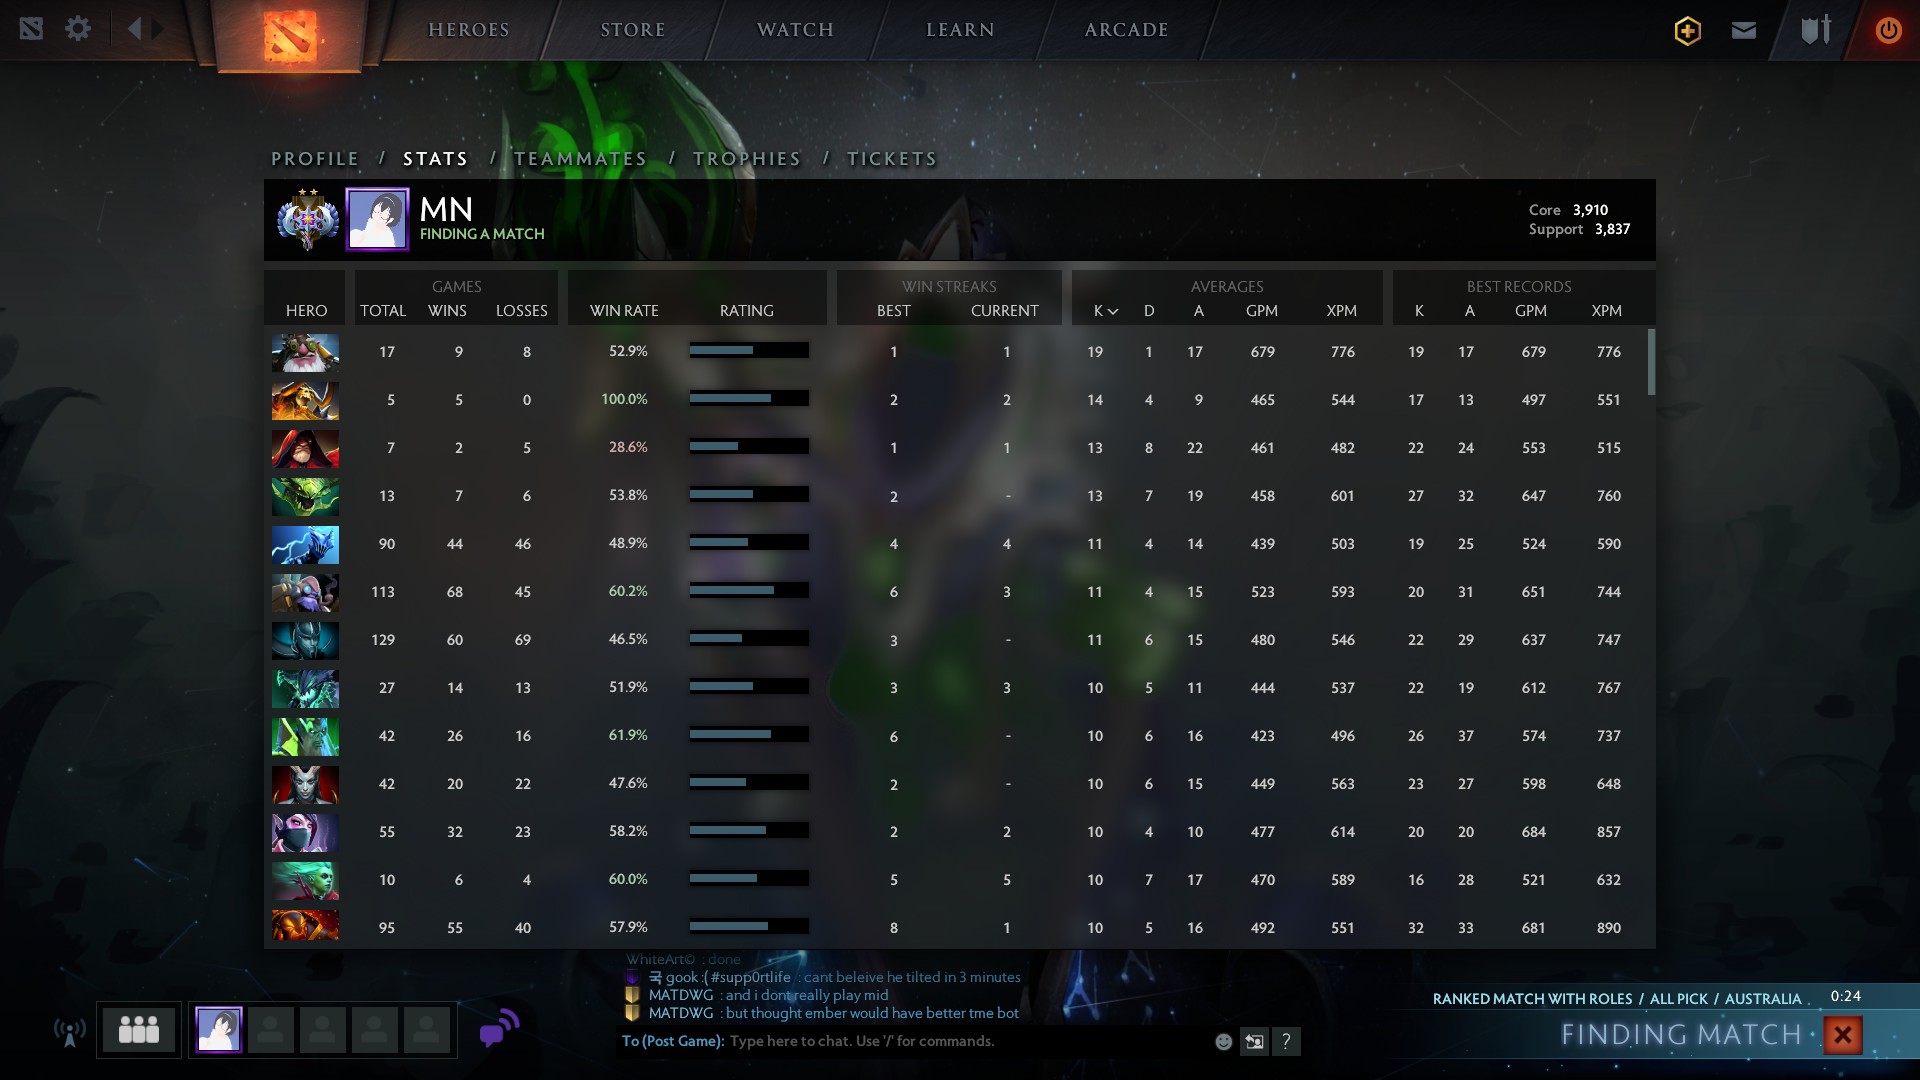 HEROES STORE WATCH LEARN ARCADE
PROFILE / STATS / TEAMMATES / TROPHIES / TICKETS
MN
FINDING A MATCH
Core 3,910
Support 3,837
GAMES WIN STREAKS AVERAGES BEST RECORDS
HERO TOTAL WINS LOSSES WIN RATE RATING BEST CURRENT K D A GPM XPM K A GPM XPM
17 9 8 52.9% 1 1 19 1 17 679 776 19 17 679 776
5 5 0 100.0% 2 2 14 4 9 465 544 17 13 497 551
7 2 5 28.6% 1 1 13 8 22 461 482 22 24 553 515
13 7 6 53.8% 2 - 13 7 19 458 601 27 32 647 760
90 44 46 48.9% 4 4 11 4 14 439 503 19 25 524 590
113 68 45 60.2% 6 3 11 4 15 523 593 20 31 651 744
129 60 69 46.5% 3 - 11 6 15 480 546 22 29 637 747
27 14 13 51.9% 3 3 10 5 11 444 537 22 19 612 767
42 26 16 61.9% 6 - 10 6 16 423 496 26 37 574 737
42 20 22 47.6% 2 - 10 6 15 449 563 23 27 598 648
55 32 23 58.2% 2 2 10 4 10 477 614 20 20 684 857
10 6 4 60.0% 5 5 10 7 17 470 589 16 28 521 632
95 55 40 57.9% 8 1 10 5 16 492 551 32 33 681 890
WhiteArt© : done
국 gook :( #supp0rtlife : cant beleive he tilted in 3 minutes
MATDWG : and i dont really play mid
MATDWG : but thought ember would have better tme bot
To (Post Game): Type here to chat. Use '/' for commands.
?
RANKED MATCH WITH ROLES / ALL PICK / AUSTRALIA . 0:24
FINDING MATCH